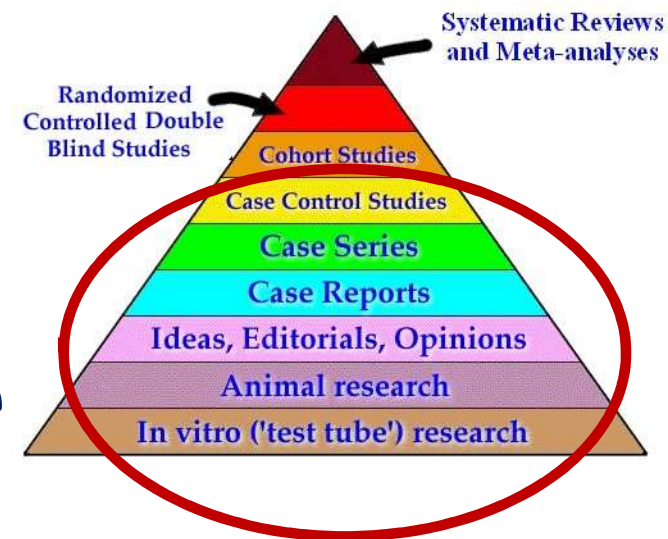 Systematic Reviews
and Meta-analyses
Randomized
Controlled Double
Blind Studies
Cohort Studies
Case Control Studies
Case Series
Case Reports
Ideas, Editorials, Opinions
Animal research
In vitro ('test tube') research